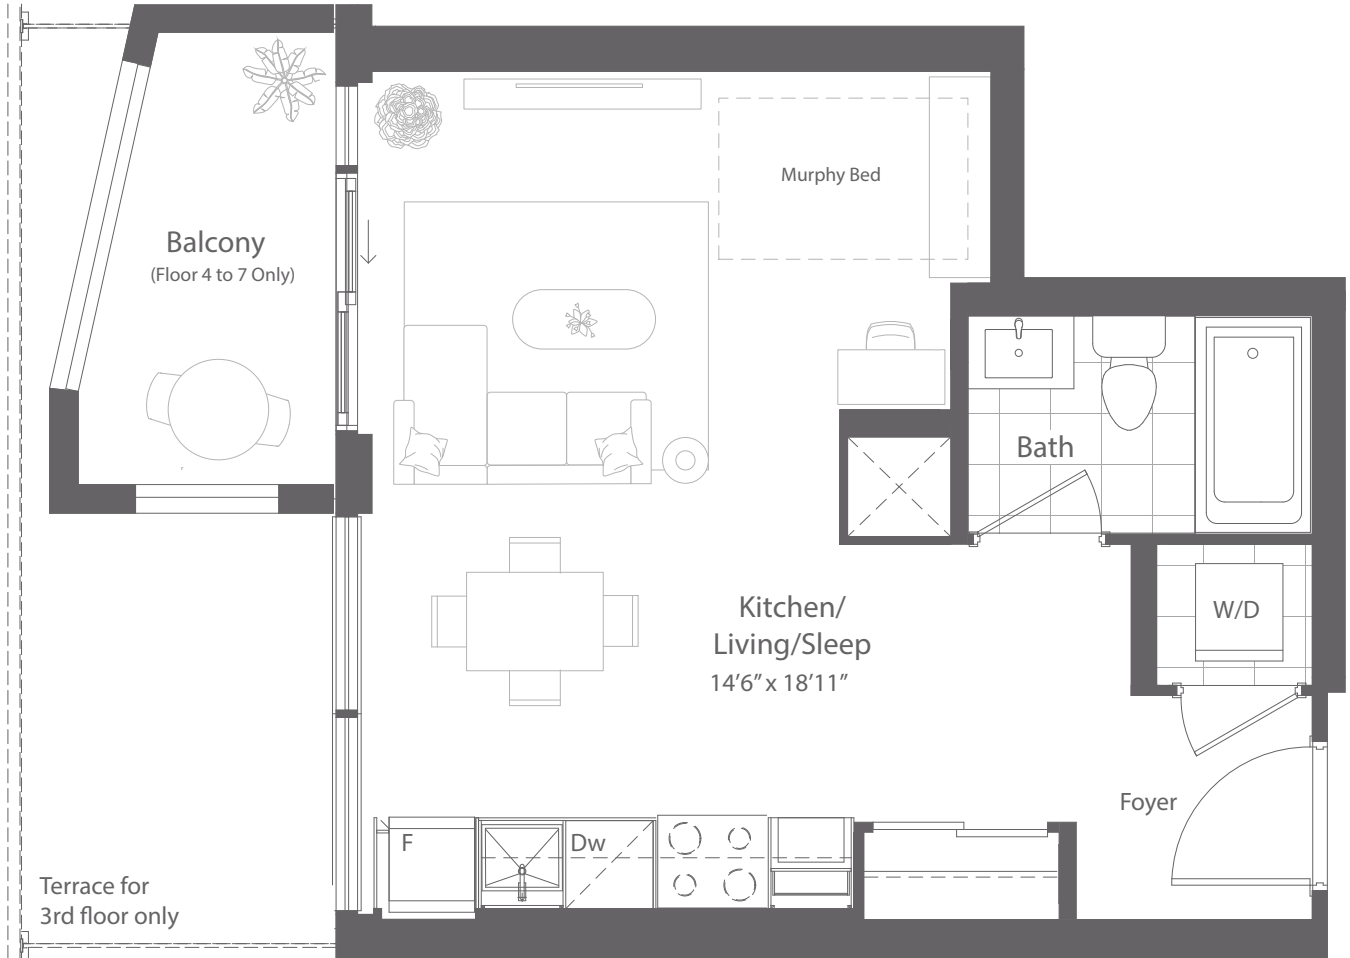 Murphy Bed
Balcony
(Floor 4 to 7 Only)
Bath
Kitchen/
Living/Sleep
14’6” x 18’11”
W/D
Foyer
F
Dw
Terrace for
3rd floor only